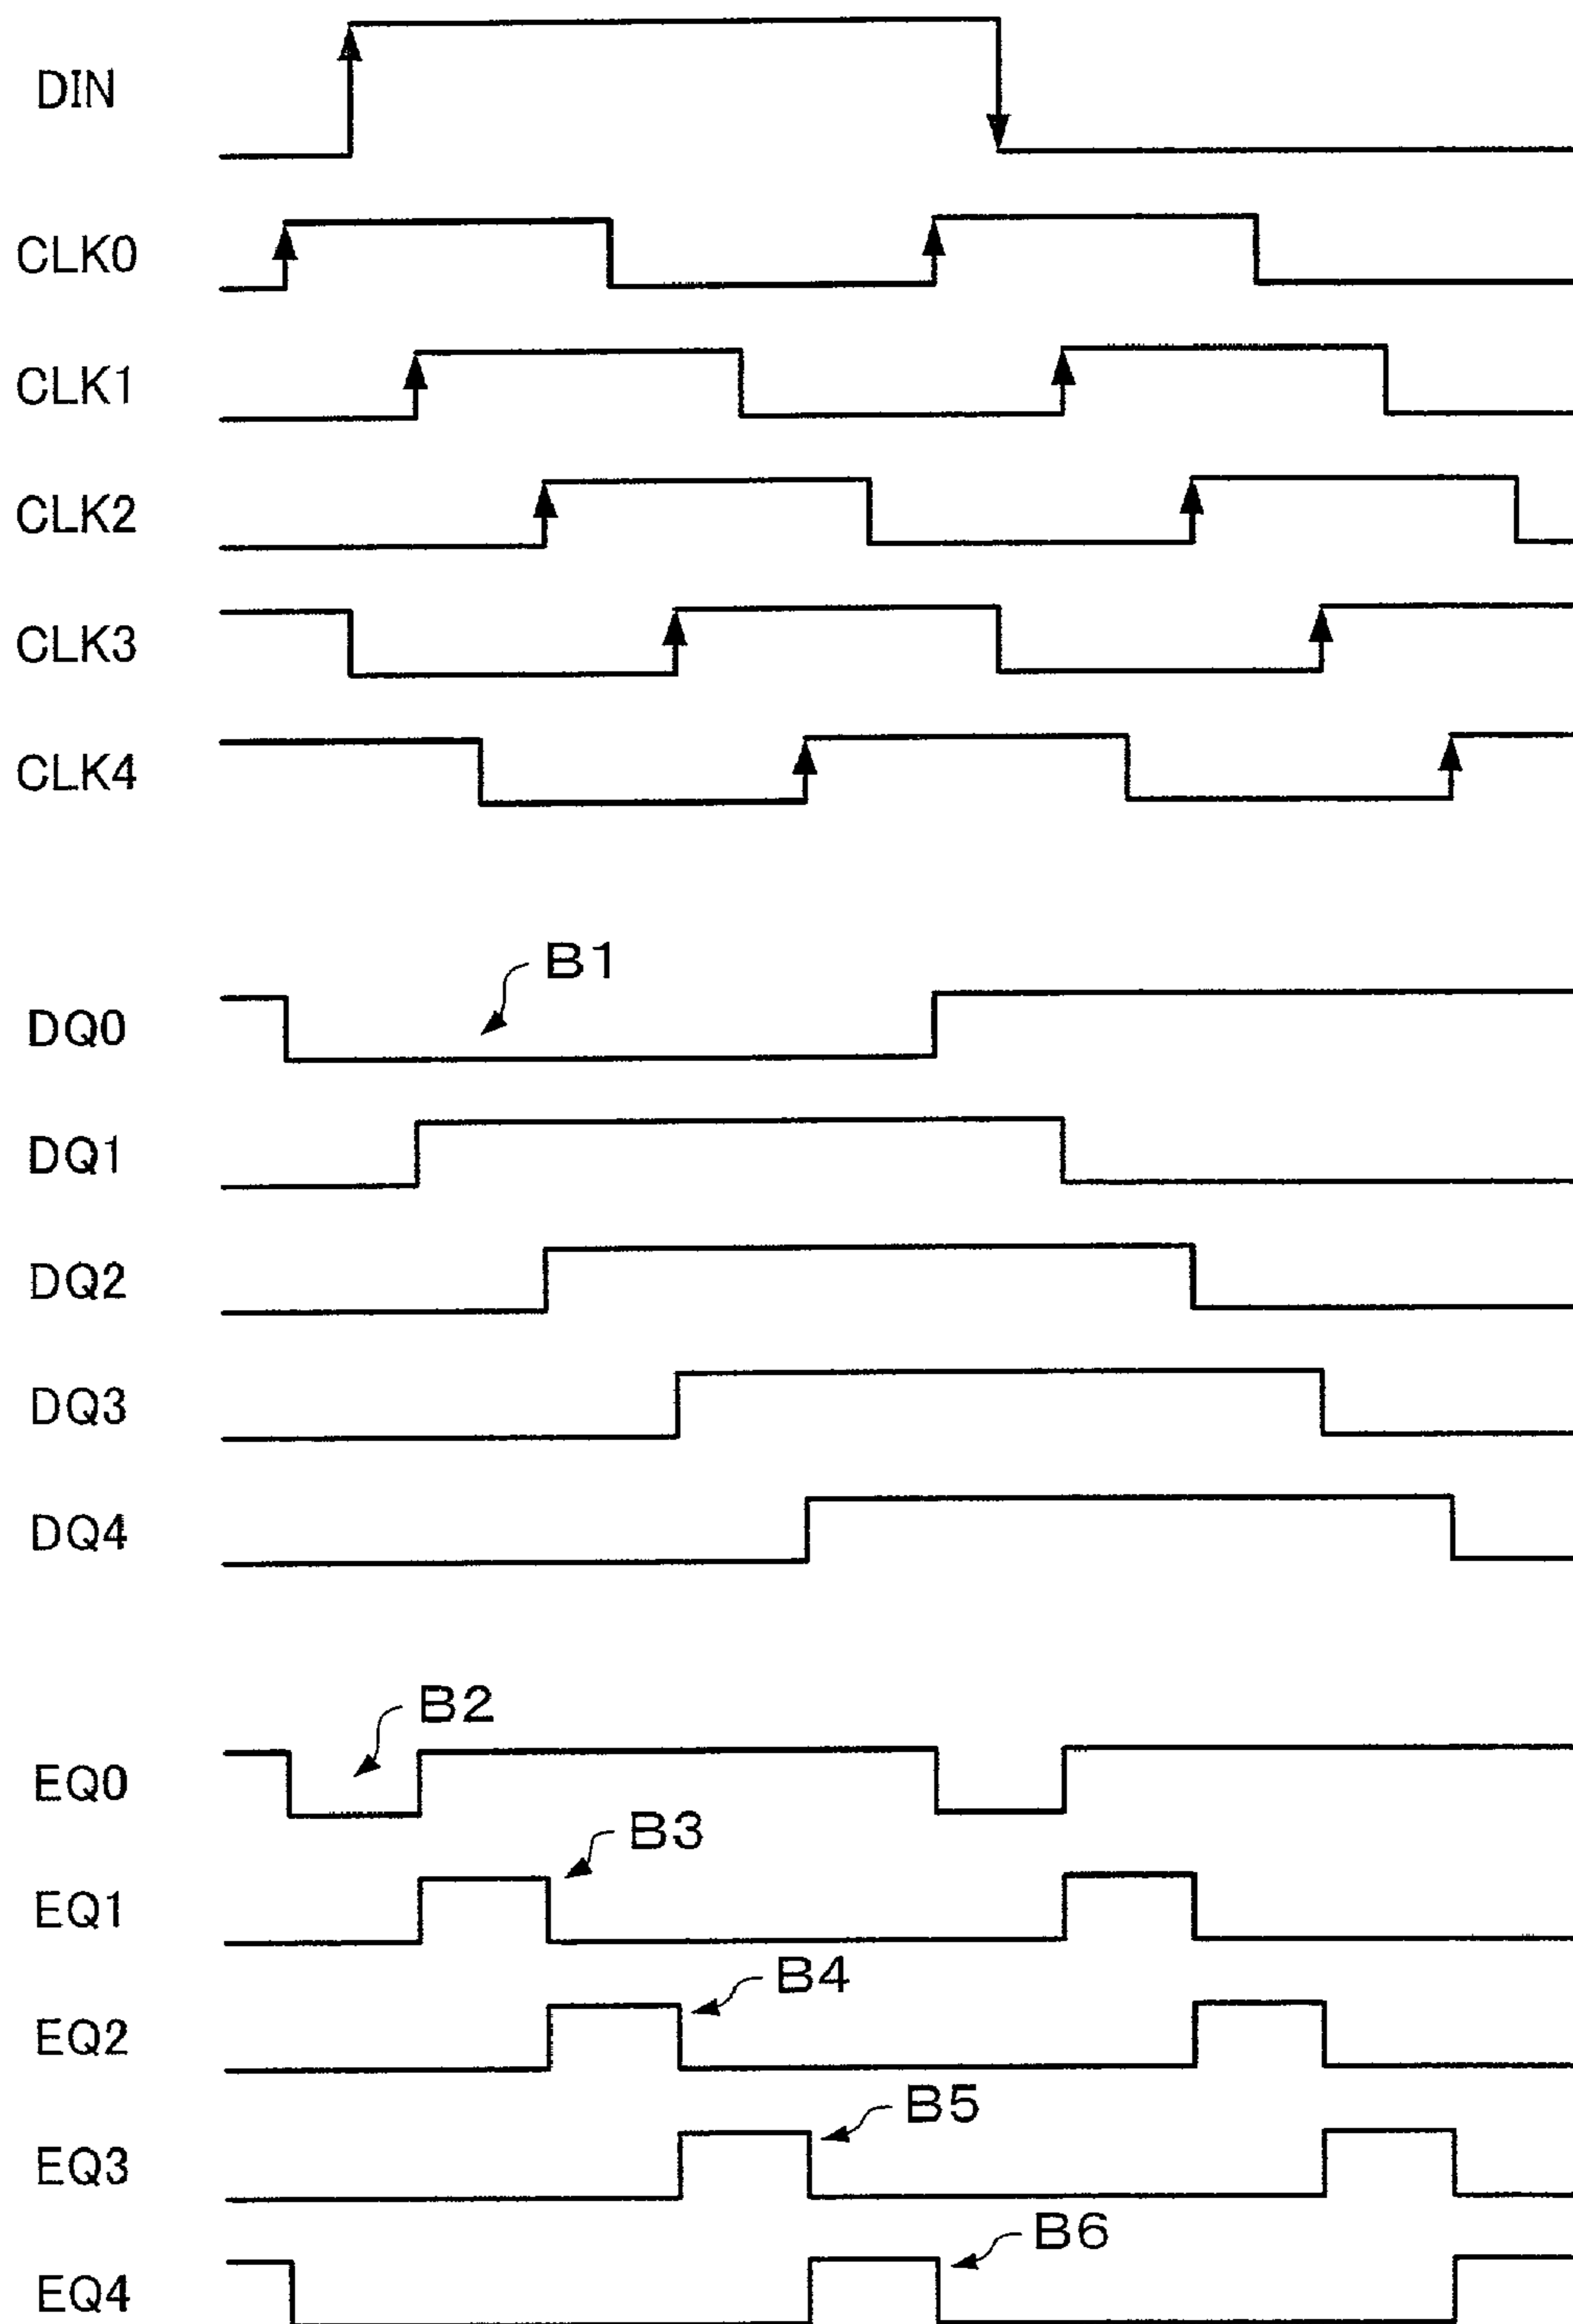 DIN
CLK0
CLK1
CLK2
CLK3
CLK4
B1
DQ0
DQ1
DQ2
DQ3
DQ4
B2
EQ0
B3
EQ1
B4
EQ2
B5
EQ3
B6
EQ4